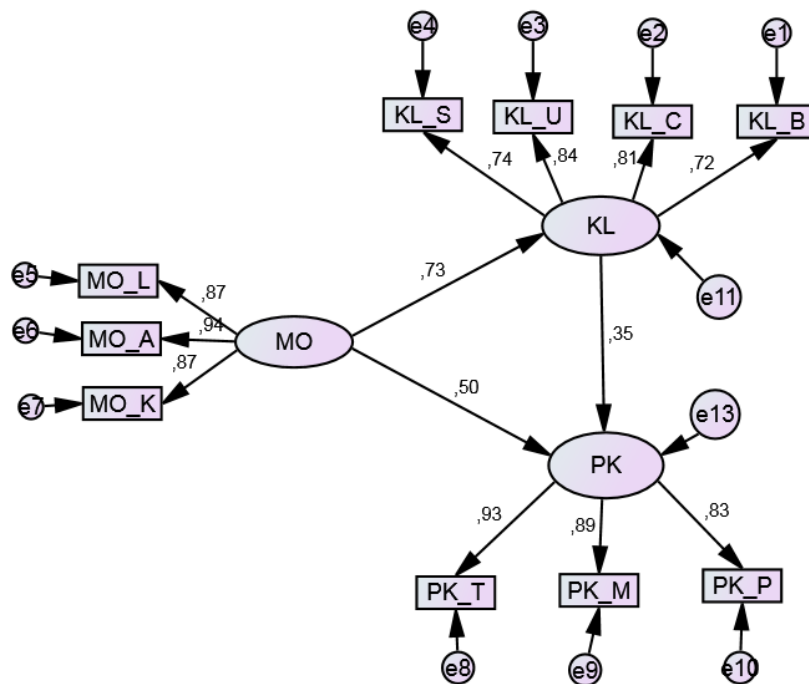 e4
e3
e2
e1
KL_S
KL_U
KL_C
KL_B
,74
,84
,81
,72
KL
e5
MO_L
,87
,73
e11
e6
MO_A
,94
MO
,35
e7
MO_K
,87
,50
e13
PK
,93
,89
,83
PK_T
PK_M
PK_P
e8
e9
e10